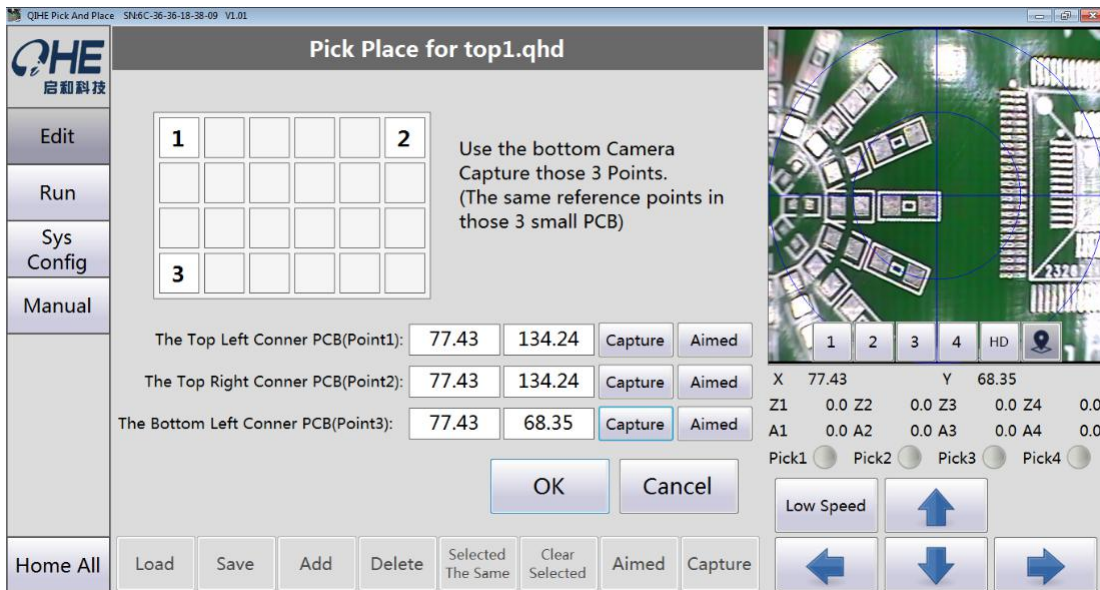 QIHE Pick And Place SN:6C-36-36-18-38-09 V1.01
QiHE
启和科技
Edit
Run
Sys
Config
Manual
Home All
Pick Place for top1.qhd
1 2
3
Use the bottom Camera
Capture those 3 Points.
(The same reference points in
those 3 small PCB)
The Top Left Conner PCB(Point1): 77.43 134.24 Capture Aimed
The Top Right Conner PCB(Point2): 77.43 134.24 Capture Aimed
The Bottom Left Conner PCB(Point3): 77.43 68.35 Capture Aimed
OK Cancel
Load Save Add Delete Selected The Same Clear Selected Aimed Capture
2328
1 2 3 4 HD
X 77.43 Y 68.35
Z1 0.0 Z2 0.0 Z3 0.0 Z4 0.0
A1 0.0 A2 0.0 A3 0.0 A4 0.0
Pick1 Pick2 Pick3 Pick4
Low Speed